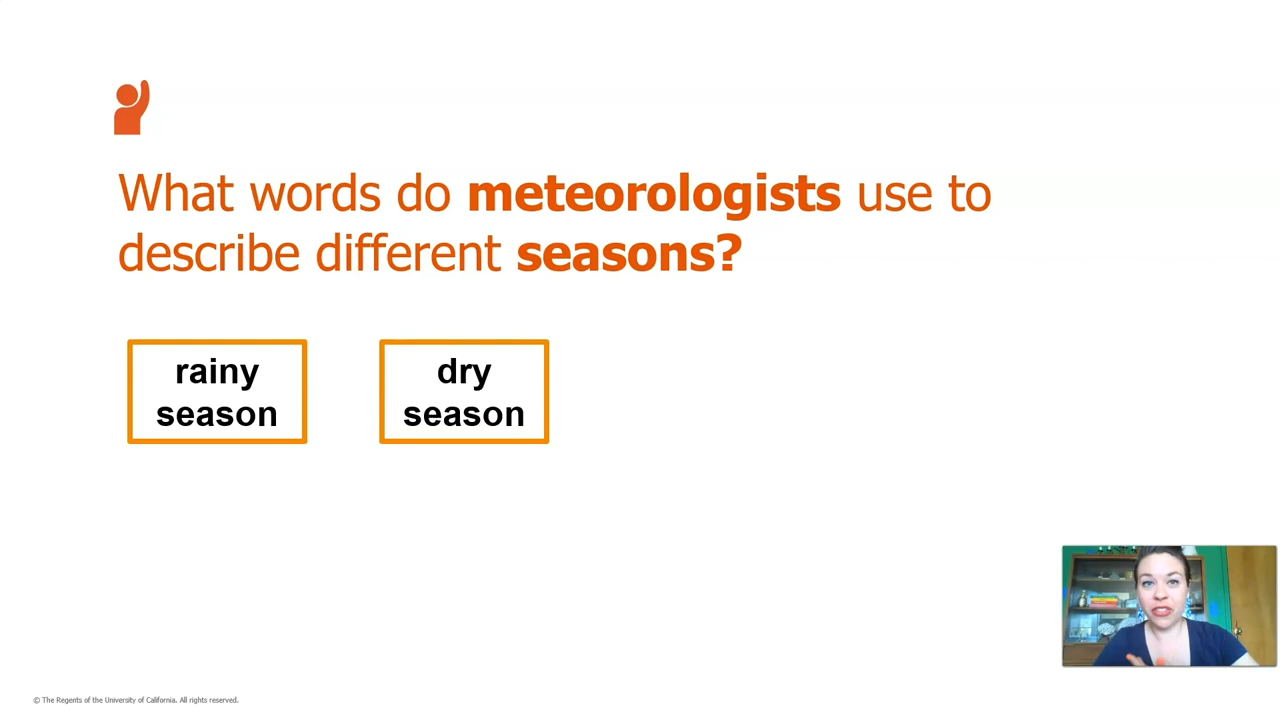 What words do meteorologists use to
describe different seasons?
rainy
season
dry
season
© The Regents of the University of California. All rights reserved.